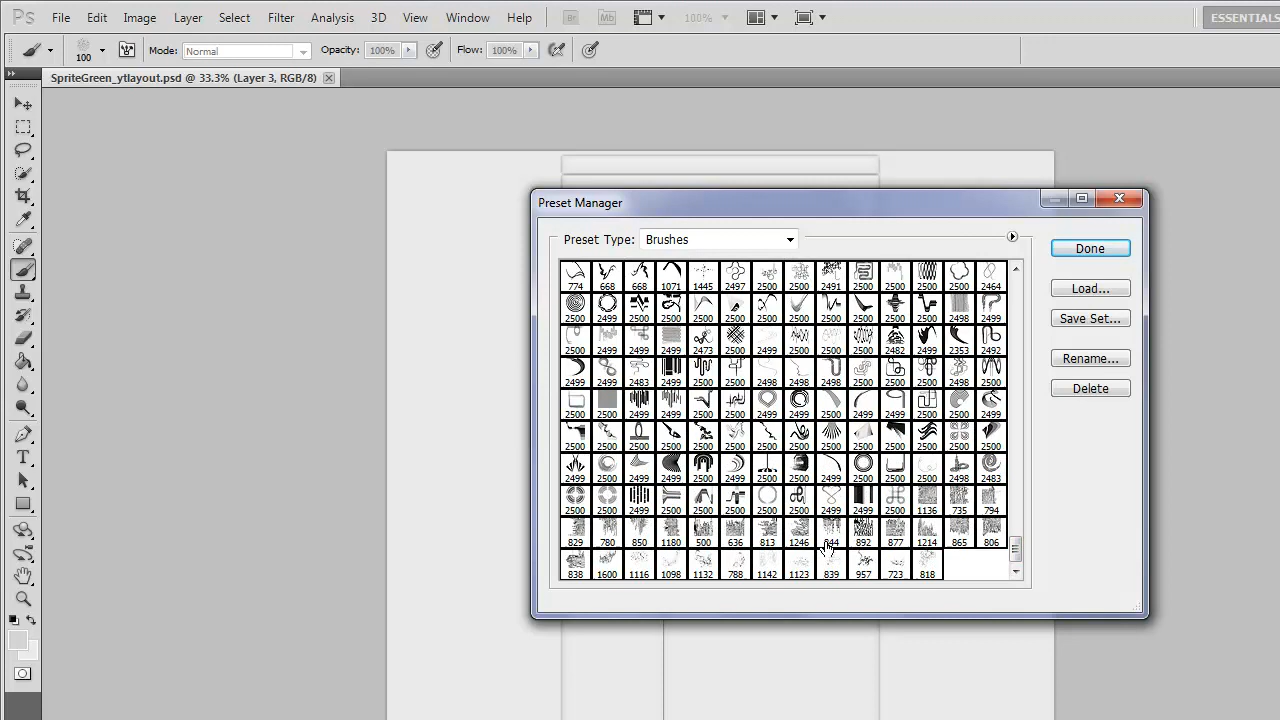 Ps File Edit Image Layer Select Filter Analysis 3D View Window Help Br Mb 100% ESSENTIALS
100 Mode: Normal Opacity: 100% Flow: 100%
SpriteGreen_ytlayout.psd @ 33.3% (Layer 3, RGB/8)
Preset Manager
Preset Type: Brushes
Done
Load...
Save Set...
Rename...
Delete
774 668 668 1071 1445 2497 2500 2500 2491 2500 2500 2500 2500 2464
2500 2499 2500 2500 2500 2500 2500 2500 2500 2500 2500 2500 2498 2499
2500 2499 2499 2499 2473 2500 2499 2500 2500 2500 2482 2499 2353 2492
2499 2499 2483 2499 2500 2500 2498 2498 2498 2500 2500 2500 2498 2500
2500 2500 2499 2499 2500 2500 2499 2499 2500 2499 2499 2500 2500 2499
2500 2500 2500 2500 2500 2500 2500 2500 2500 2500 2500 2500 2500 2500
2499 2500 2499 2499 2500 2499 2500 2500 2499 2500 2500 2500 2498 2483
2500 2500 2499 2500 2500 2500 2500 2500 2499 2499 2500 1136 735 794
829 780 850 1180 500 636 813 1246 892 877 1214 865 806
838 1600 1116 1098 1132 788 1142 1123 839 957 723 818
T